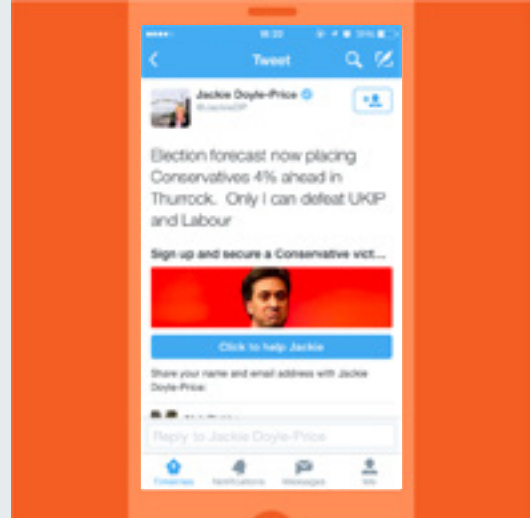 Tweet
Jackie Doyle-Price
@JackieDP
Election forecast now placing
Conservatives 4% ahead in
Thurrock. Only I can defeat UKIP
and Labour
Sign up and secure a Conservative vict...
Click to help Jackie
Share your name and email address with Jackie
Doyle-Price:
Reply to Jackie Doyle-Price
Timelines Notifications Messages Me